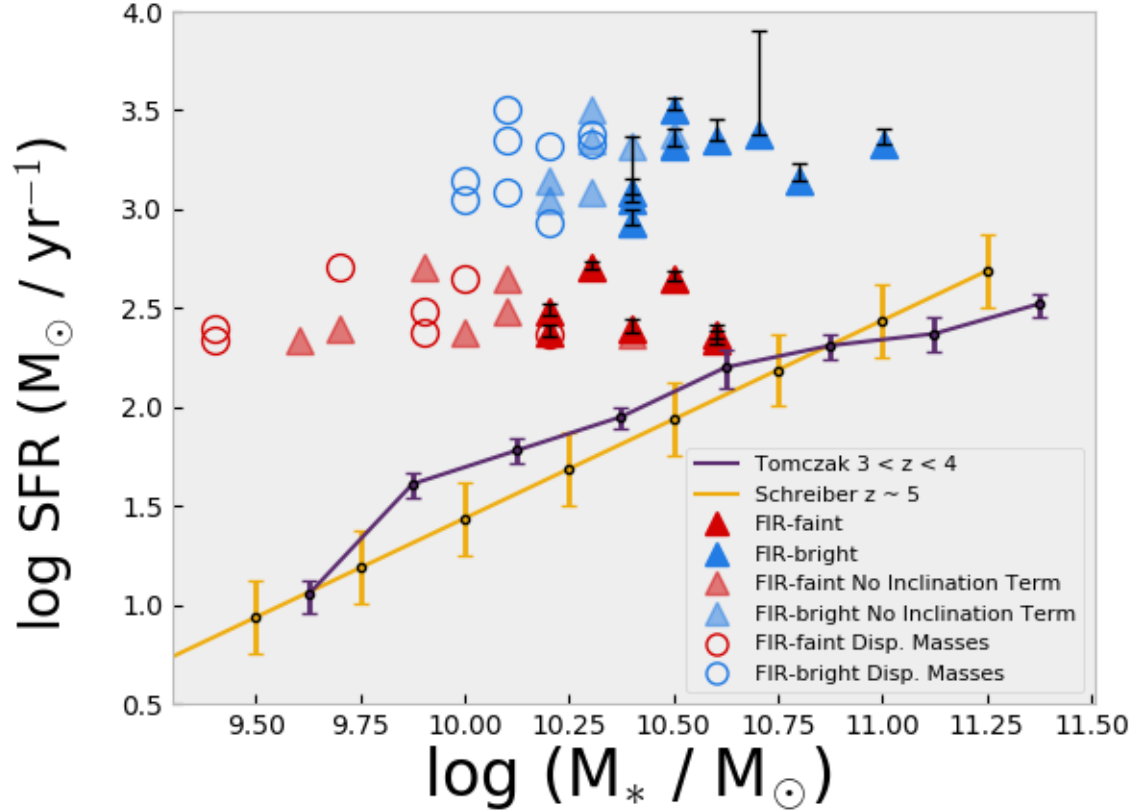 log SFR (M⊙ / yr⁻¹)
4.0
3.5
3.0
2.5
2.0
1.5
1.0
0.5
Tomczak 3 < z < 4
Schreiber z ~ 5
FIR-faint
FIR-bright
FIR-faint No Inclination Term
FIR-bright No Inclination Term
FIR-faint Disp. Masses
FIR-bright Disp. Masses
9.50 9.75 10.00 10.25 10.50 10.75 11.00 11.25 11.50
log (M* / M⊙)